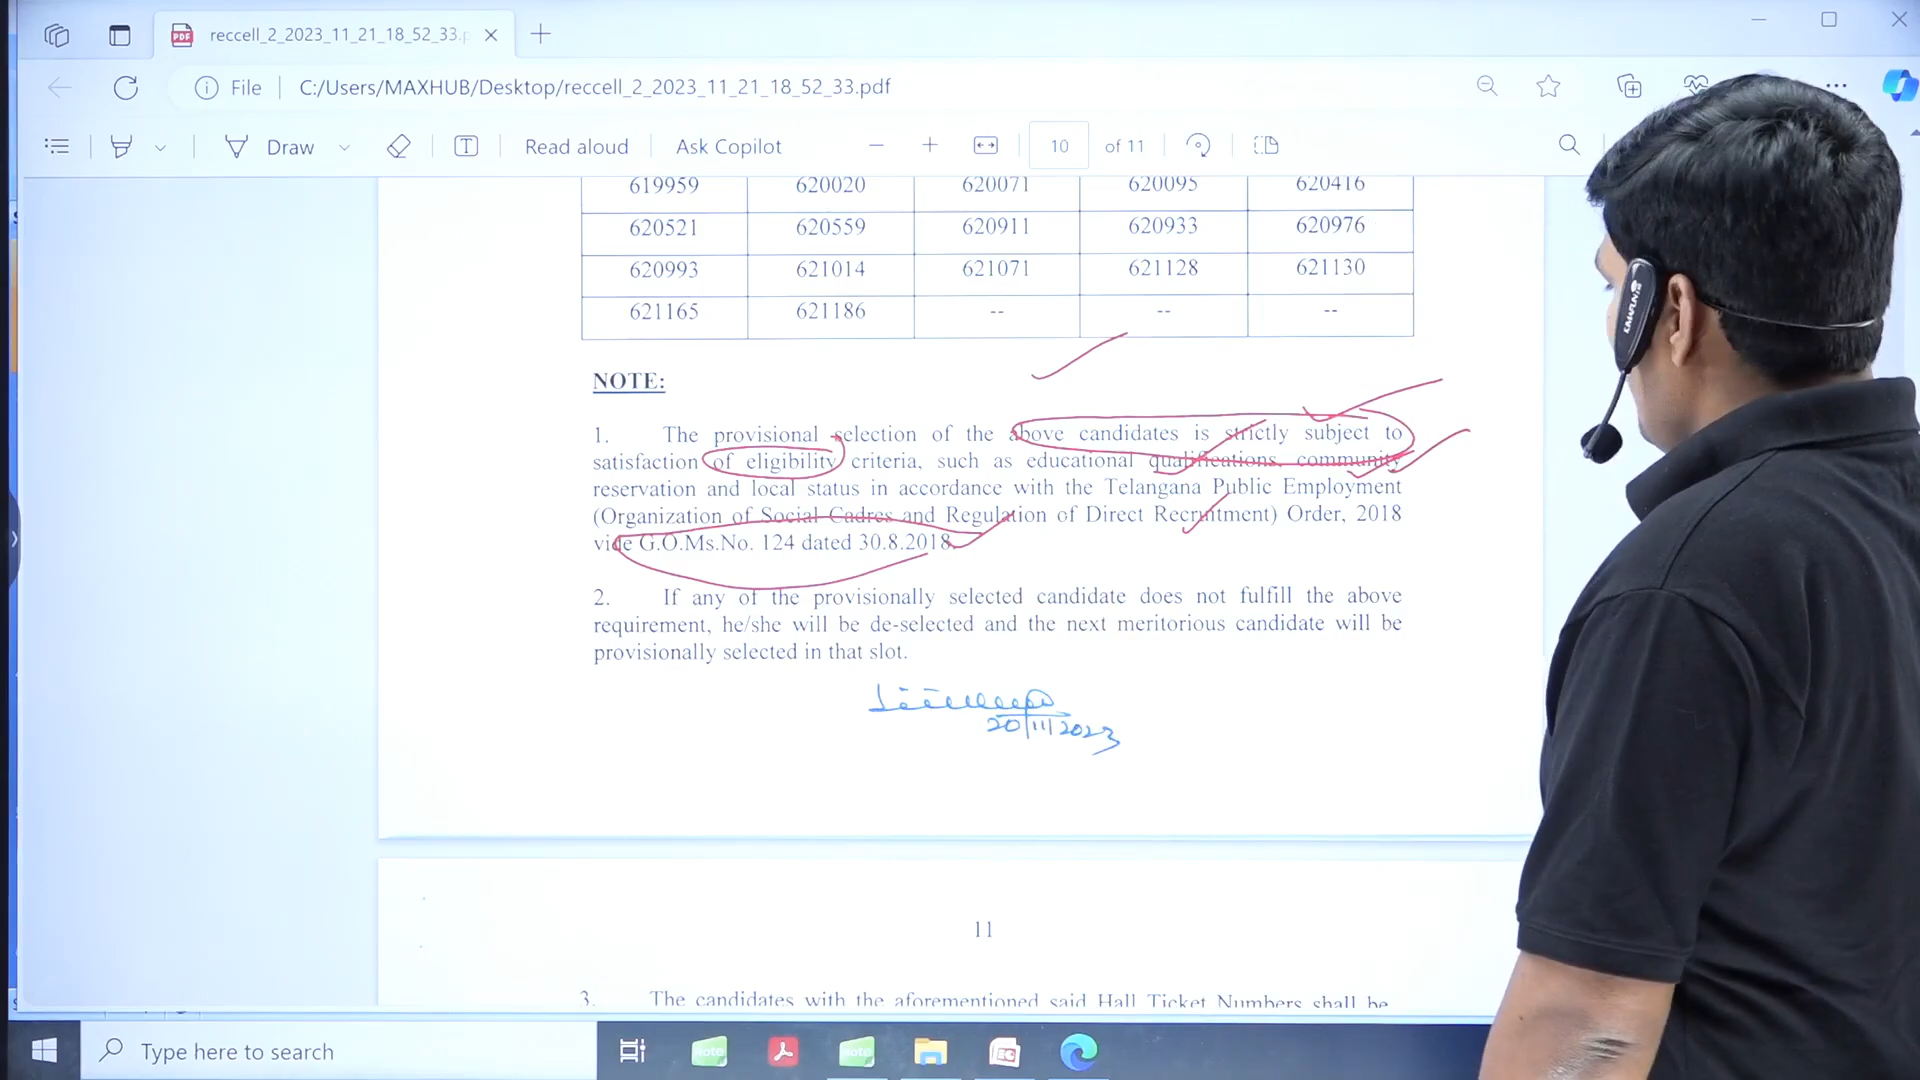 reccell_2_2023_11_21_18_52_33.p
File C:/Users/MAXHUB/Desktop/reccell_2_2023_11_21_18_52_33.pdf
Draw Read aloud Ask Copilot 10 of 11
619959 620020 620071 620095 620416
620521 620559 620911 620933 620976
620993 621014 621071 621128 621130
621165 621186 -- -- --
NOTE:
1. The provisional selection of the above candidates is strictly subject to
satisfaction of eligibility criteria, such as educational qualifications, community
reservation and local status in accordance with the Telangana Public Employment
(Organization of Social Cadres and Regulation of Direct Recruitment) Order, 2018
vide G.O.Ms.No. 124 dated 30.8.2018.
2. If any of the provisionally selected candidate does not fulfill the above
requirement, he/she will be de-selected and the next meritorious candidate will be
provisionally selected in that slot.
20/11/2023
11
3. The candidates with the aforementioned said Hall Ticket Numbers shall be
Type here to search